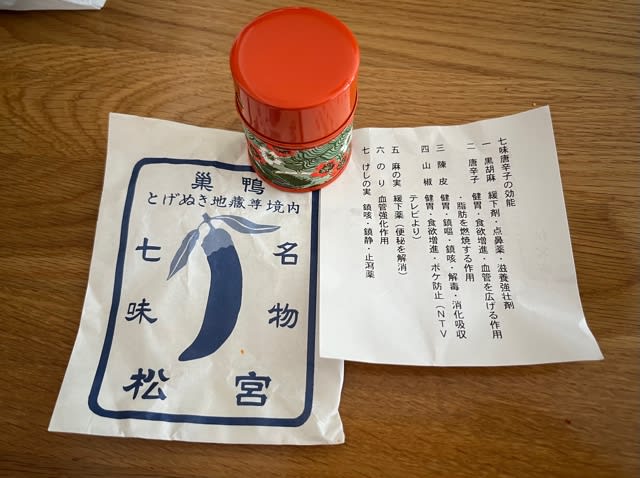 巣鴨
とげぬき地蔵尊境内
名物
七味
宮松
七味唐辛子の効能
一 黒胡麻 緩下剤・点鼻薬・滋養強壮剤
二 唐辛子 健胃・食欲増進・血管を広げる作用
・脂肪を燃焼する作用
三 陳皮 健胃・鎮嘔・鎮咳・解毒・消化吸収
四 山椒 健胃・食欲増進・ボケ防止(NTV
テレビより)
五 麻の実 緩下薬(便秘を解消)
六 のり 血管強化作用
七 けしの実 鎮咳・鎮静・止瀉薬